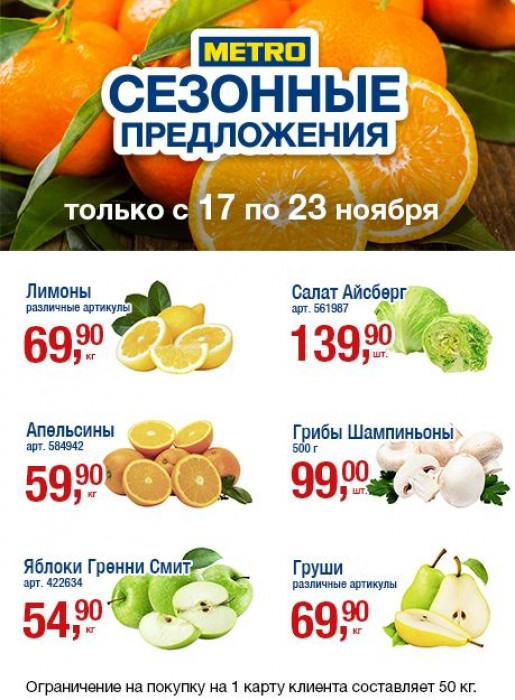 METRO
СЕЗОННЫЕ
ПРЕДЛОЖЕНИЯ
только с 17 по 23 ноября
Лимоны
различные артикулы
69,90
кг
Салат Айсберг
арт. 561987
139,90
шт.
Апельсины
арт. 584942
59,90
кг
Грибы Шампиньоны
500 г
99,00
шт.
Яблоки Гренни Смит
арт. 422634
54,90
кг
Груши
различные артикулы
69,90
кг
Ограничение на покупку на 1 карту клиента составляет 50 кг.